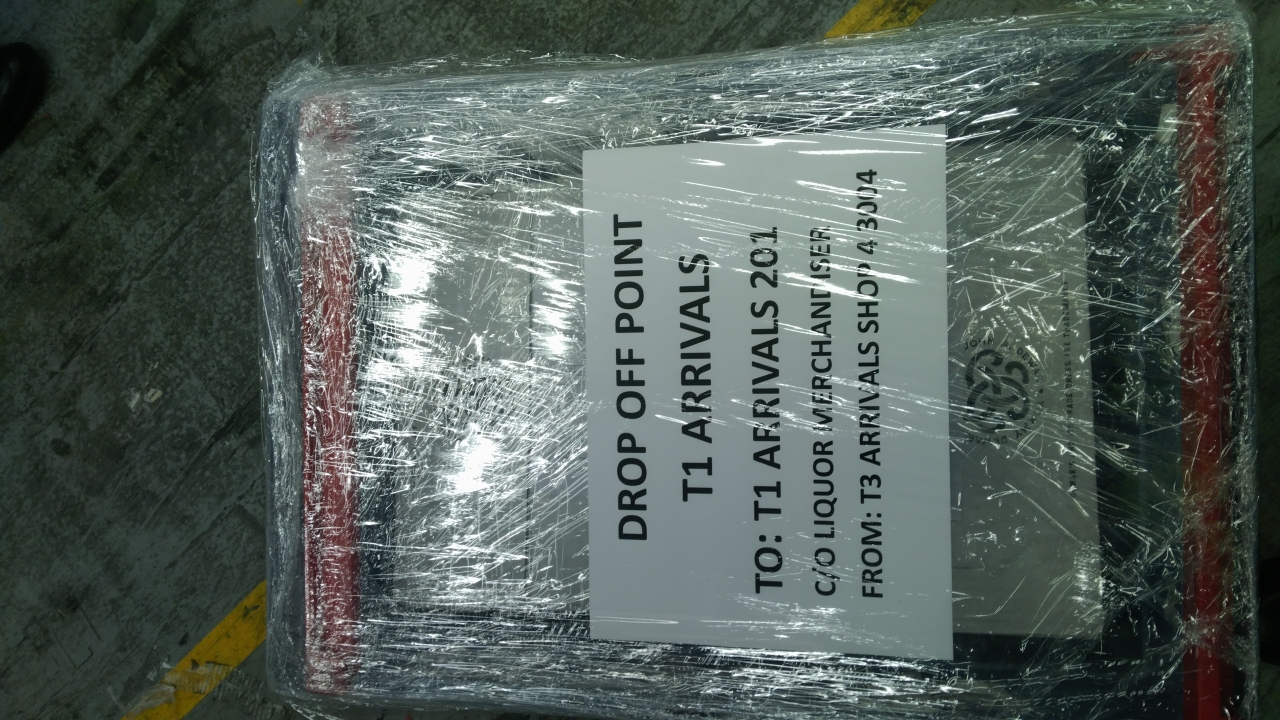 DROP OFF POINT
T1 ARRIVALS
TO: T1 ARRIVALS 201
C/O LIQUOR MERCHANDISER
FROM: T3 ARRIVALS SHOP 4 3004